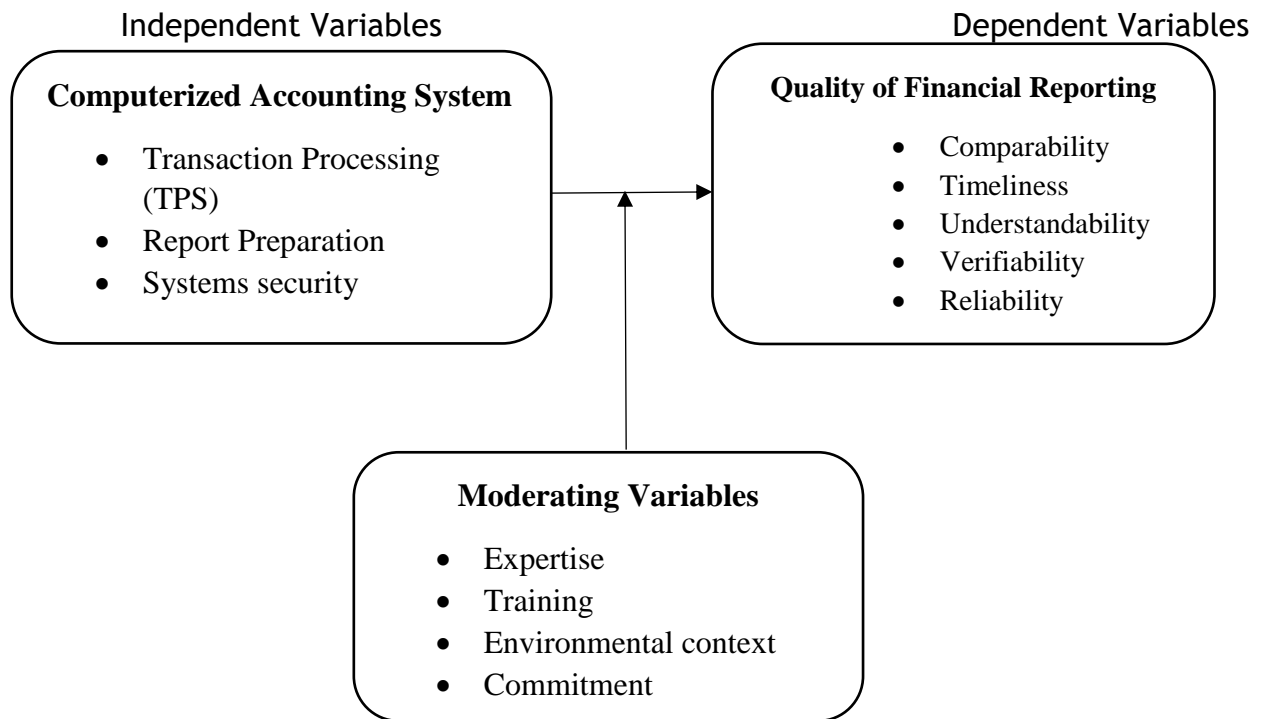 Independent Variables
Dependent Variables
Computerized Accounting System
• Transaction Processing
(TPS)
• Report Preparation
• Systems security
Quality of Financial Reporting
• Comparability
• Timeliness
• Understandability
• Verifiability
• Reliability
Moderating Variables
• Expertise
• Training
• Environmental context
• Commitment